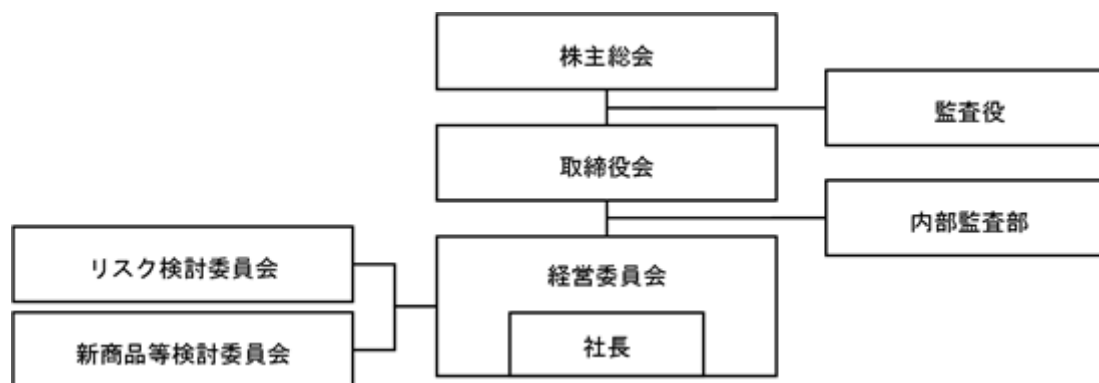 株主総会
監査役
取締役会
内部監査部
リスク検討委員会
経営委員会
社長
新商品等検討委員会